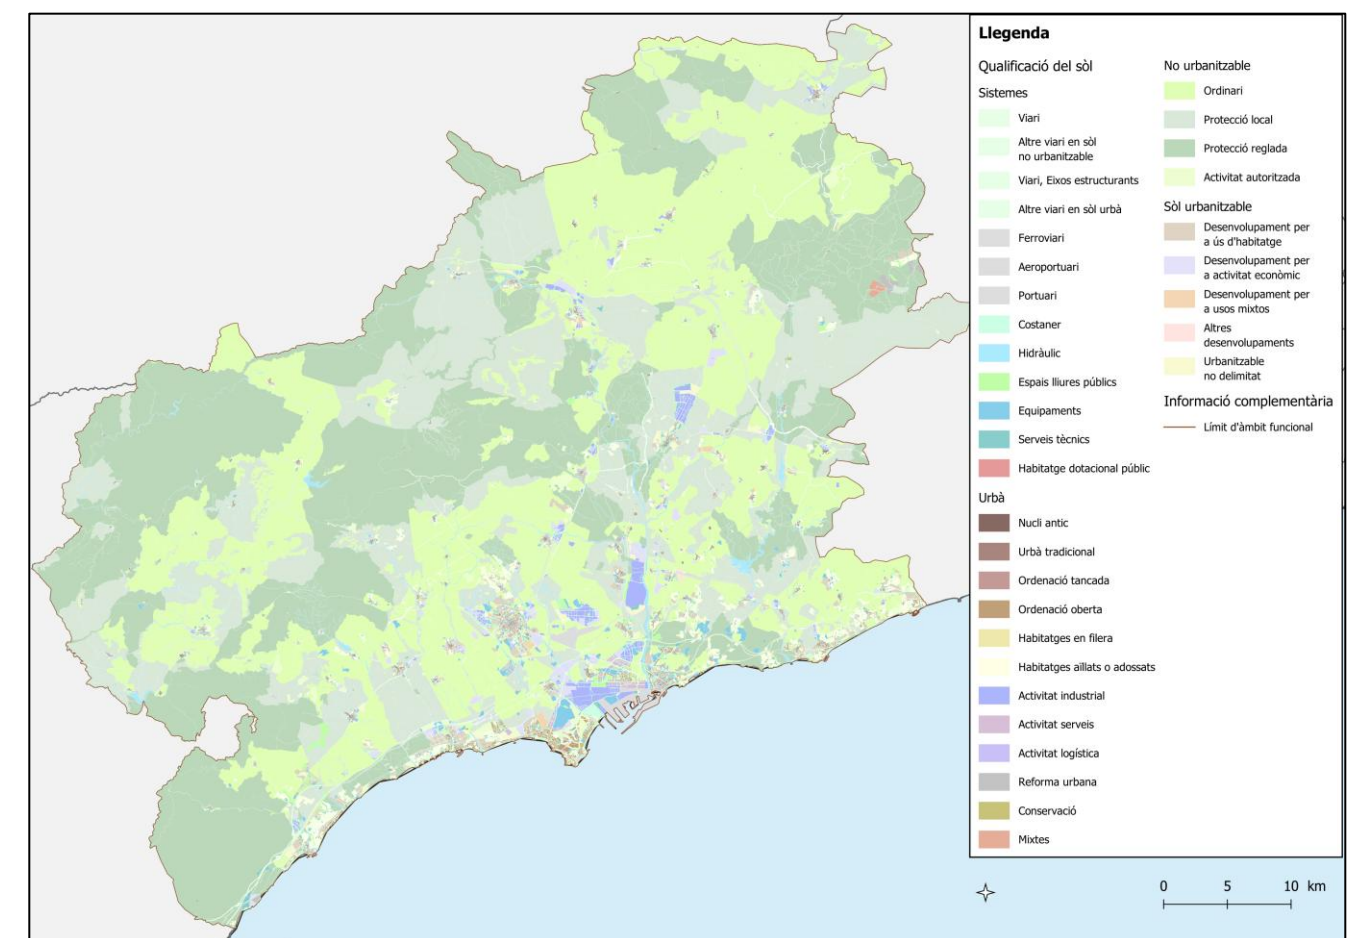 Llegenda
Qualificació del sòl
Sistemes
Viari
Altre viari en sòl
no urbanitzable
Viari, Eixos estructurants
Altre viari en sòl urbà
Ferroviari
Aeroportuari
Portuari
Costaner
Hidràulic
Espais lliures públics
Equipaments
Serveis tècnics
Habitatge dotacional públic
Urbà
Nucli antic
Urbà tradicional
Ordenació tancada
Ordenació oberta
Habitatges en filera
Habitatges aïllats o adossats
Activitat industrial
Activitat serveis
Activitat logística
Reforma urbana
Conservació
Mixtes
No urbanitzable
Ordinari
Protecció local
Protecció reglada
Activitat autoritzada
Sòl urbanitzable
Desenvolupament per
a ús d'habitatge
Desenvolupament per
a activitat econòmic
Desenvolupament per
a usos mixtos
Altres
desenvolupaments
Urbanitzable
no delimitat
Informació complementària
Límit d'àmbit funcional
0 5 10 km